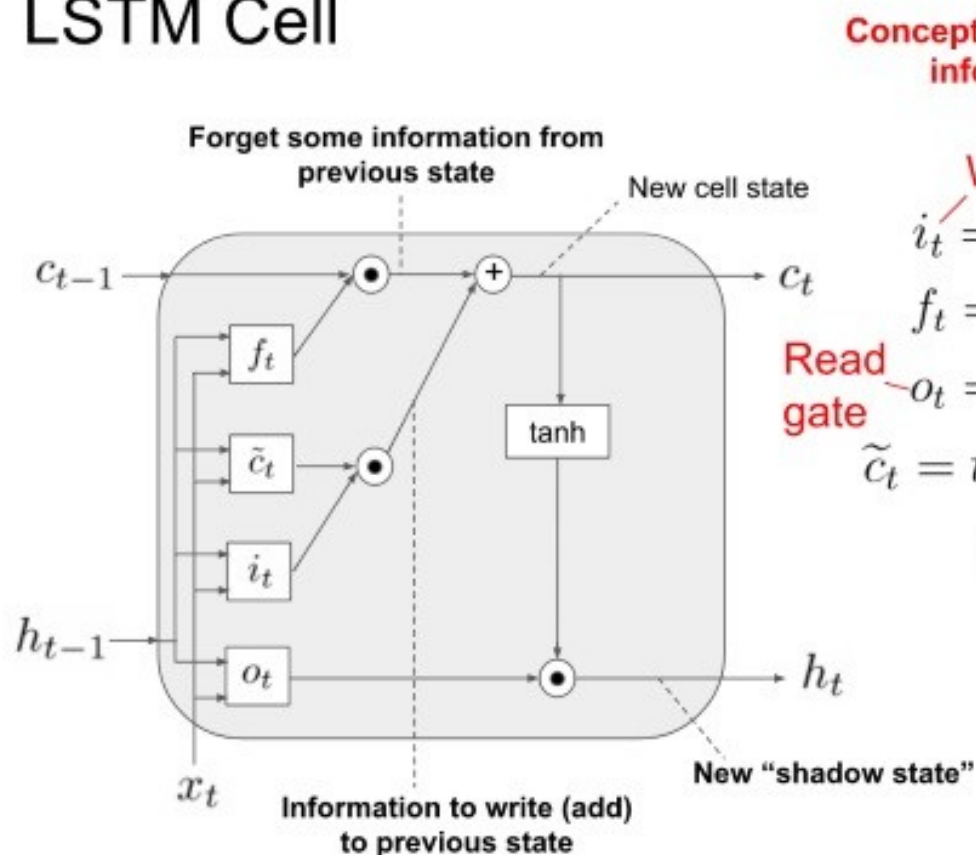 LSTM Cell
Concept
Forget some information from
previous state
New cell state
c_{t-1}
c_t
i_t =
f_t
f_t =
Read
gate
o_t =
tanh
c̃_t
c̃_t =
i_t
h_{t-1}
o_t
h_t
x_t
New “shadow state”
Information to write (add)
to previous state